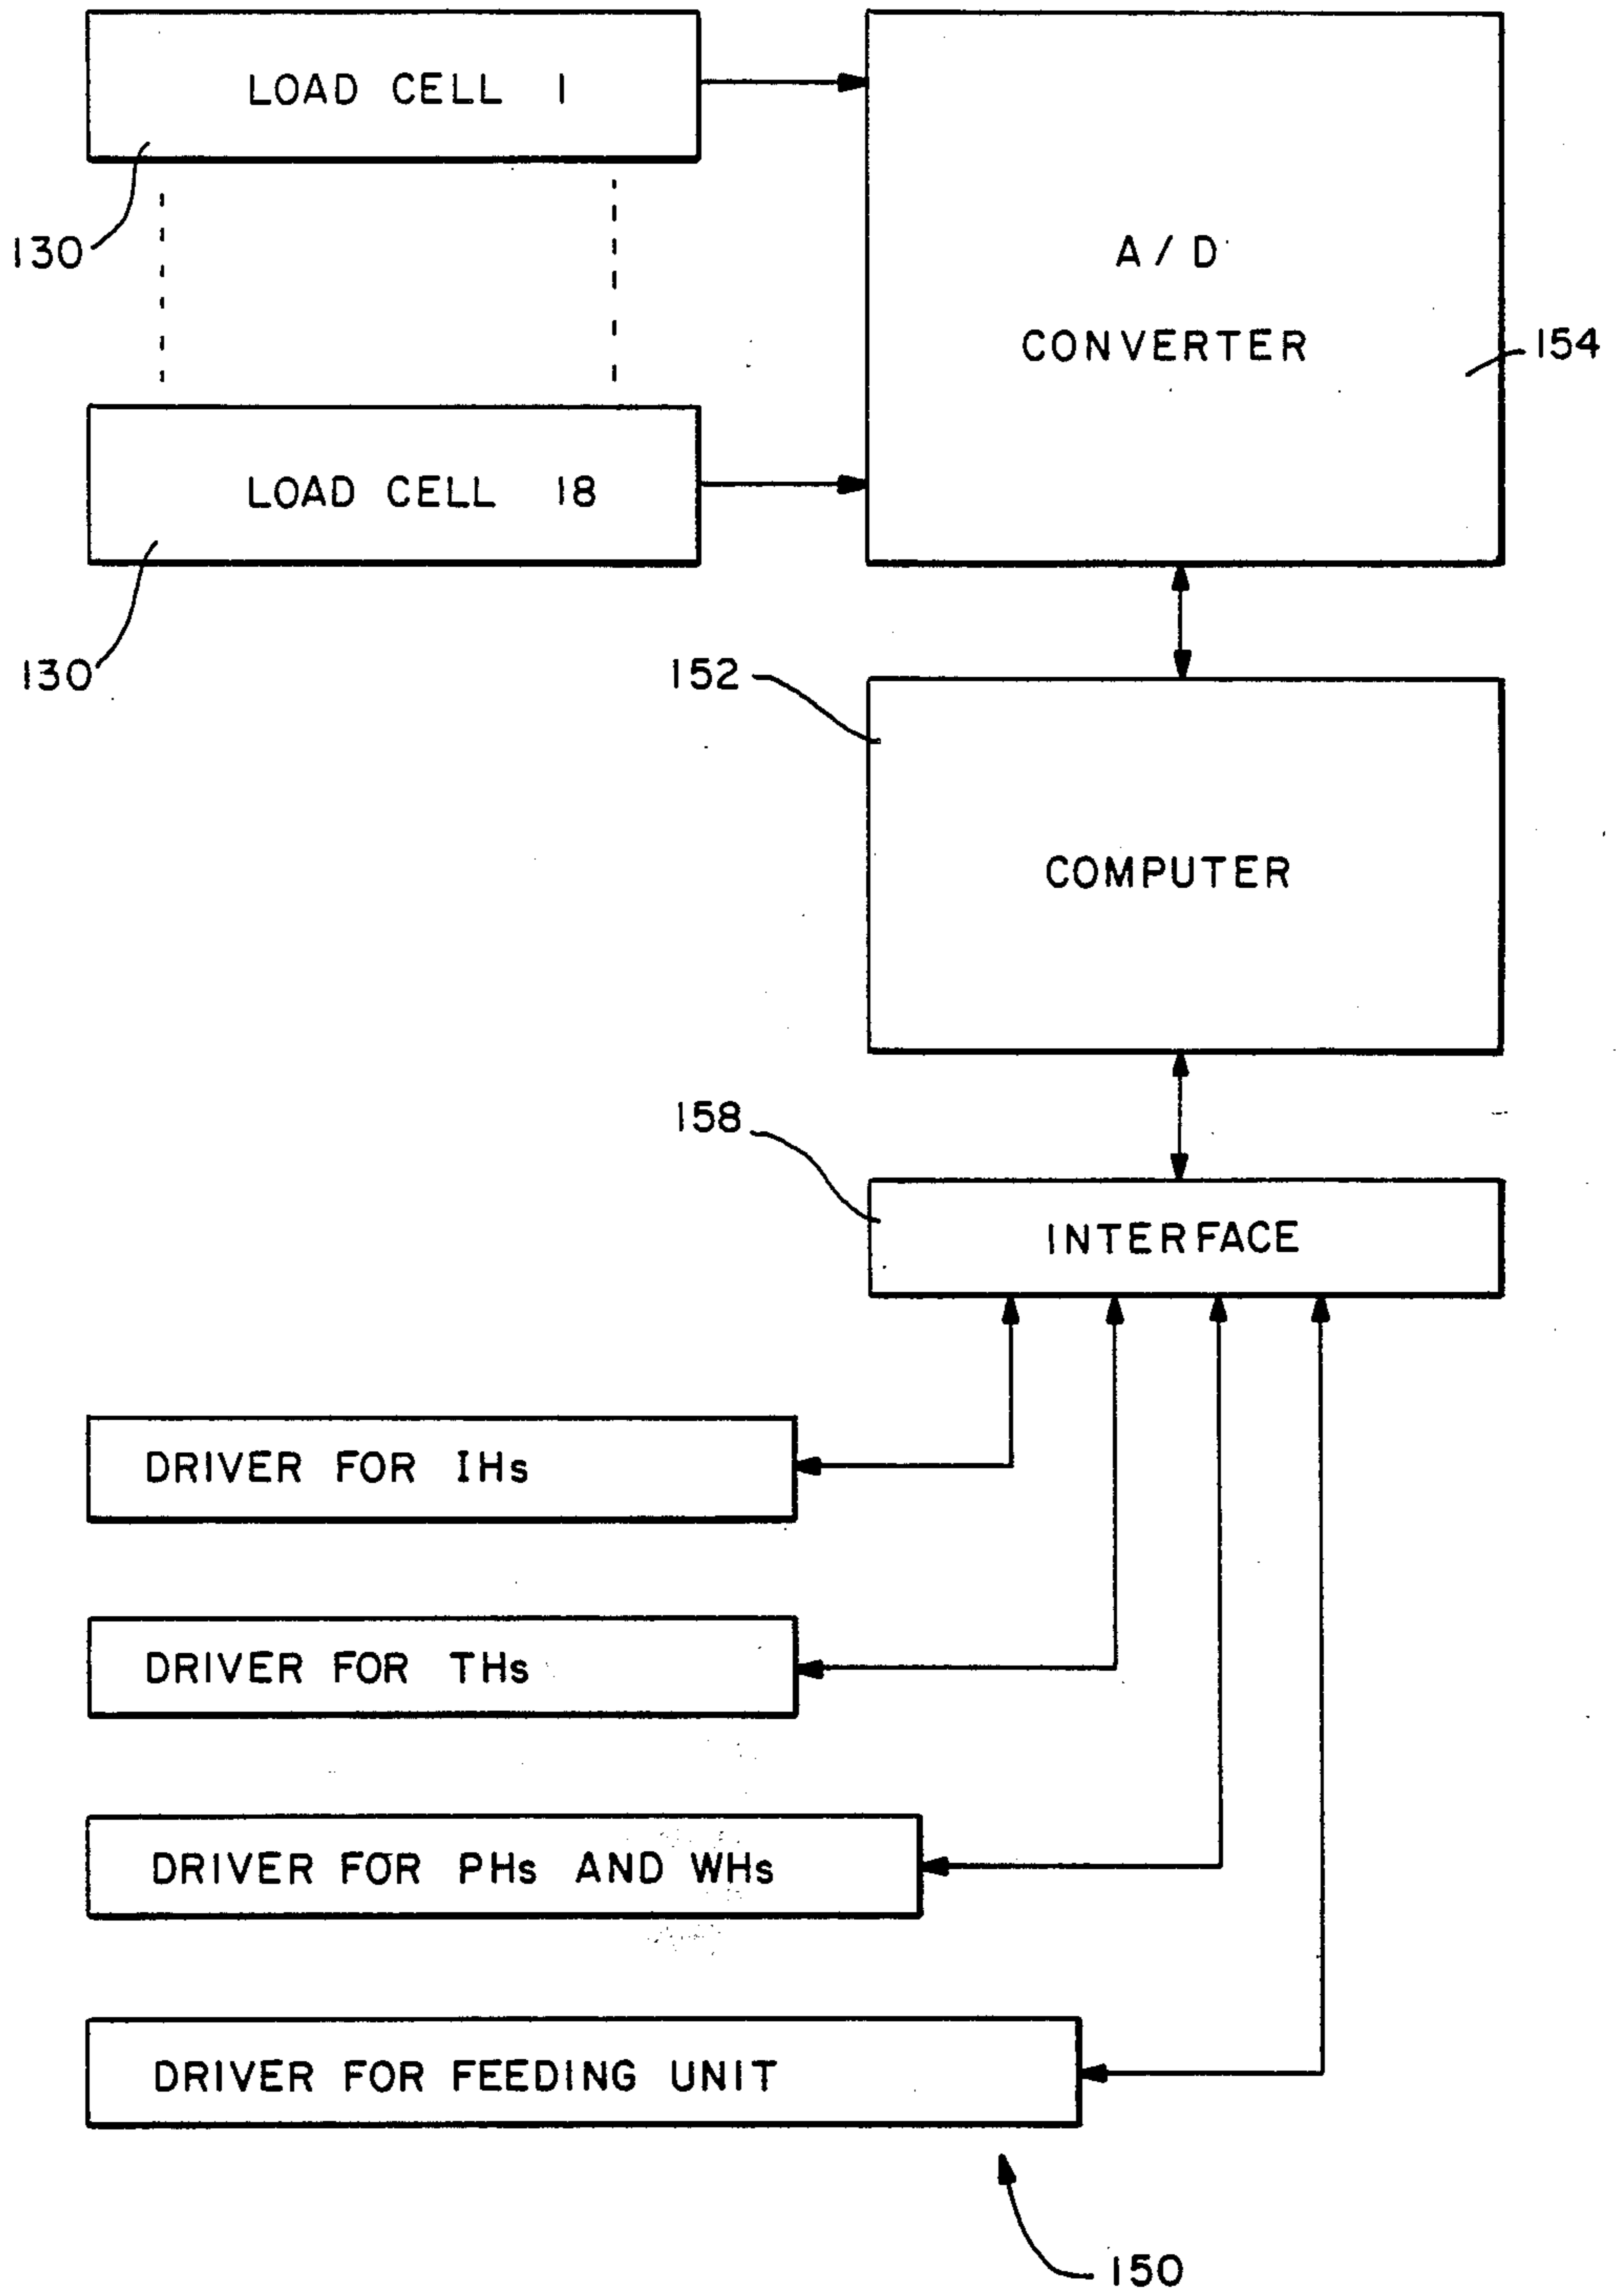 LOAD CELL 1
130
A/D
CONVERTER
154
LOAD CELL 18
130
152
COMPUTER
158
INTERFACE
DRIVER FOR IHs
DRIVER FOR THs
DRIVER FOR PHs AND WHs
DRIVER FOR FEEDING UNIT
150